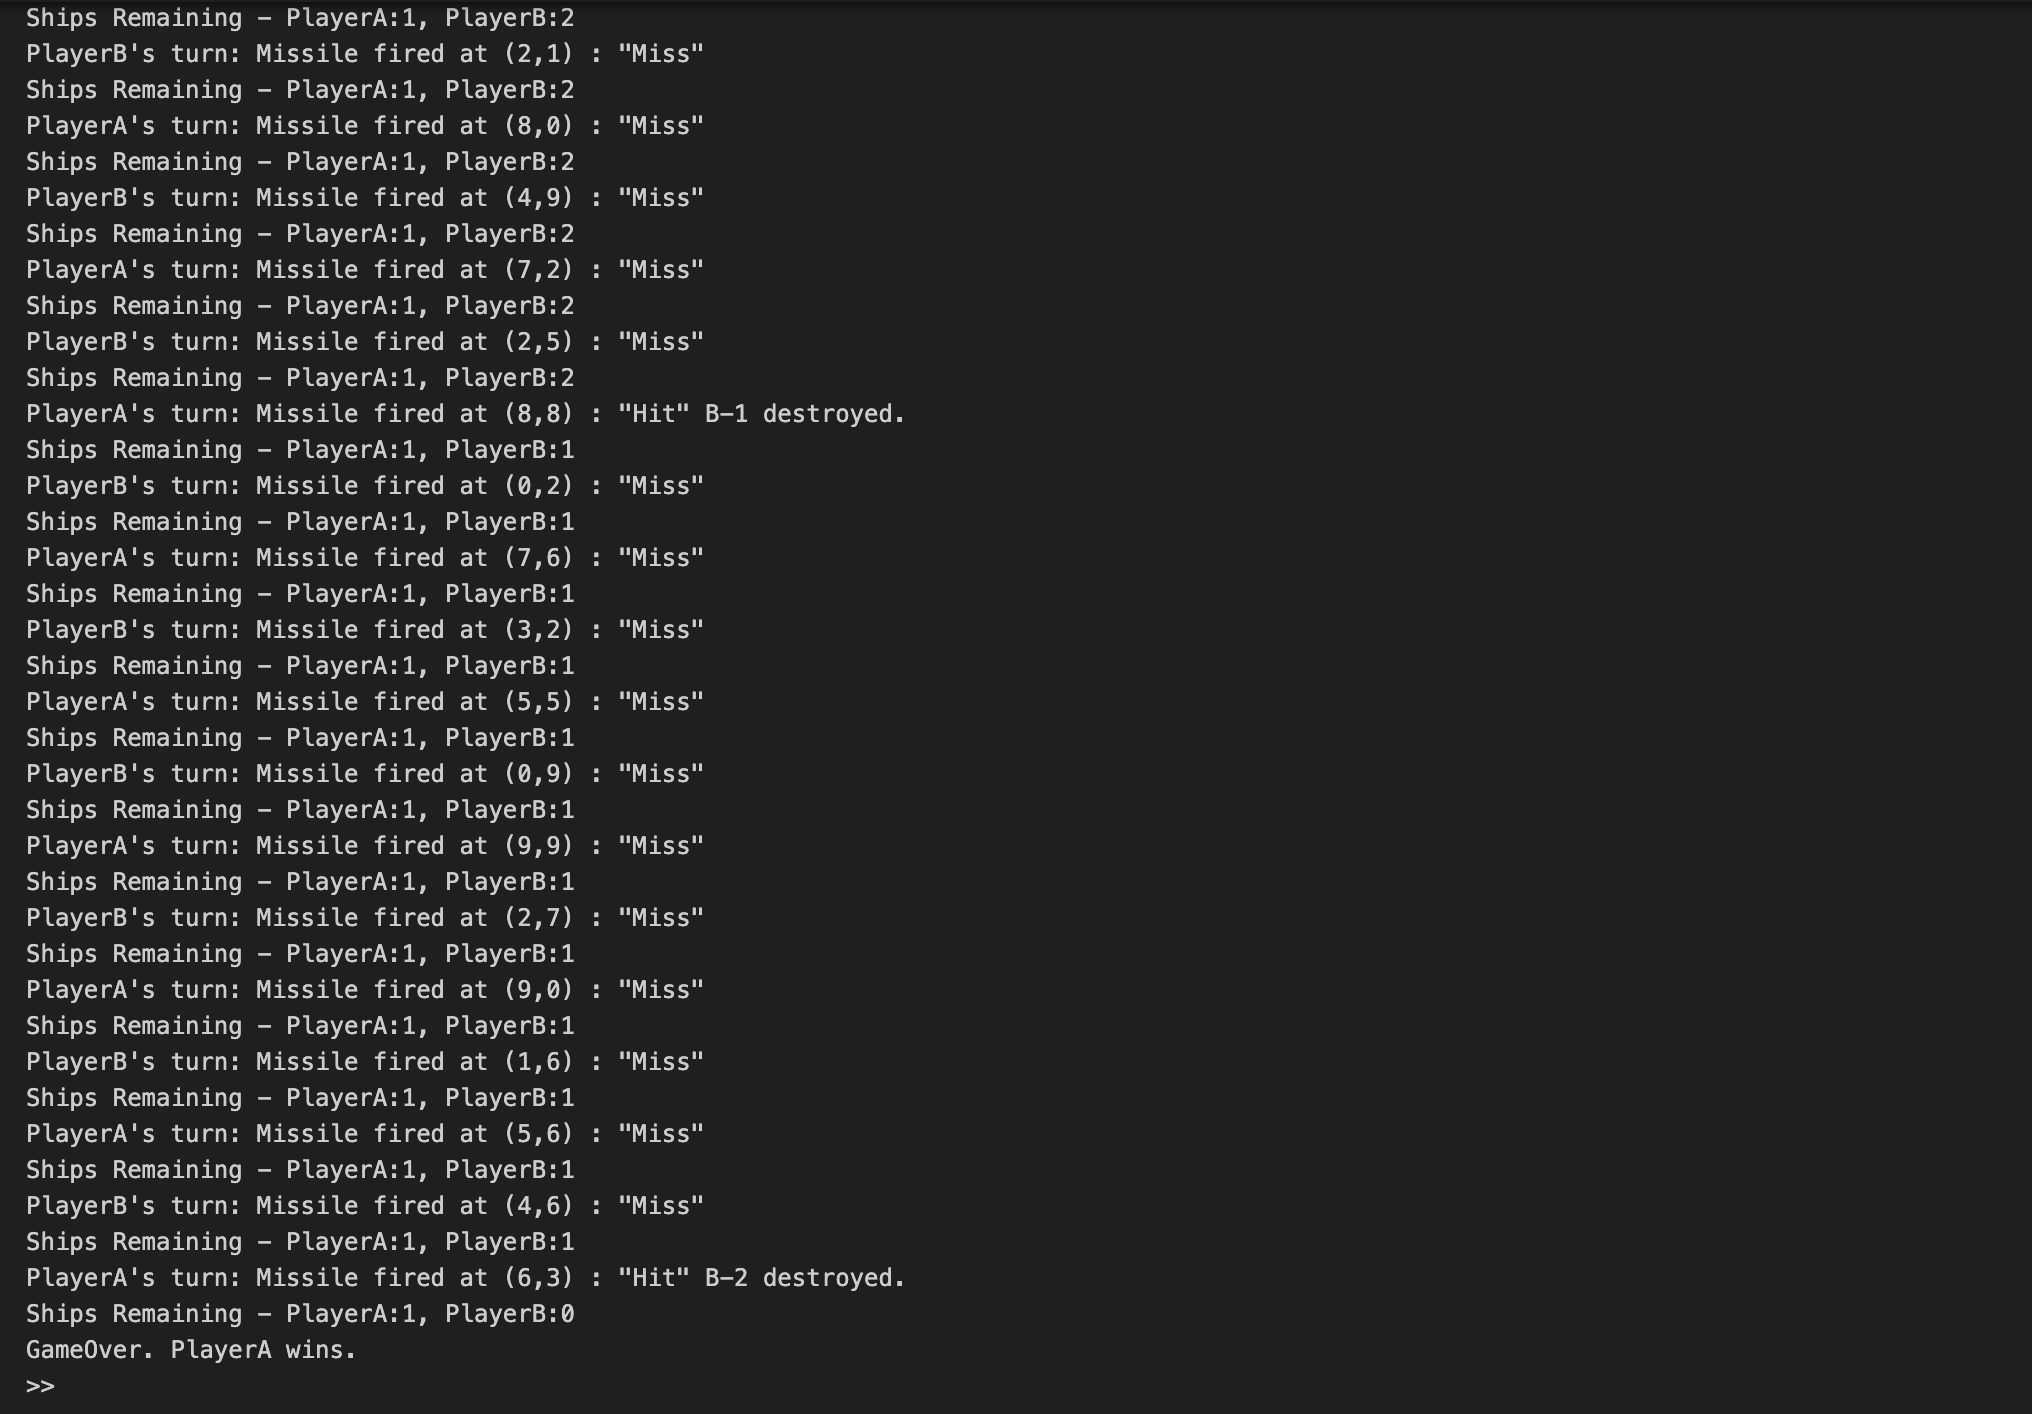 Ships Remaining – PlayerA:1, PlayerB:2
PlayerB's turn: Missile fired at (2,1) : "Miss"
Ships Remaining – PlayerA:1, PlayerB:2
PlayerA's turn: Missile fired at (8,0) : "Miss"
Ships Remaining – PlayerA:1, PlayerB:2
PlayerB's turn: Missile fired at (4,9) : "Miss"
Ships Remaining – PlayerA:1, PlayerB:2
PlayerA's turn: Missile fired at (7,2) : "Miss"
Ships Remaining – PlayerA:1, PlayerB:2
PlayerB's turn: Missile fired at (2,5) : "Miss"
Ships Remaining – PlayerA:1, PlayerB:2
PlayerA's turn: Missile fired at (8,8) : "Hit" B–1 destroyed.
Ships Remaining – PlayerA:1, PlayerB:1
PlayerB's turn: Missile fired at (0,2) : "Miss"
Ships Remaining – PlayerA:1, PlayerB:1
PlayerA's turn: Missile fired at (7,6) : "Miss"
Ships Remaining – PlayerA:1, PlayerB:1
PlayerB's turn: Missile fired at (3,2) : "Miss"
Ships Remaining – PlayerA:1, PlayerB:1
PlayerA's turn: Missile fired at (5,5) : "Miss"
Ships Remaining – PlayerA:1, PlayerB:1
PlayerB's turn: Missile fired at (0,9) : "Miss"
Ships Remaining – PlayerA:1, PlayerB:1
PlayerA's turn: Missile fired at (9,9) : "Miss"
Ships Remaining – PlayerA:1, PlayerB:1
PlayerB's turn: Missile fired at (2,7) : "Miss"
Ships Remaining – PlayerA:1, PlayerB:1
PlayerA's turn: Missile fired at (9,0) : "Miss"
Ships Remaining – PlayerA:1, PlayerB:1
PlayerB's turn: Missile fired at (1,6) : "Miss"
Ships Remaining – PlayerA:1, PlayerB:1
PlayerA's turn: Missile fired at (5,6) : "Miss"
Ships Remaining – PlayerA:1, PlayerB:1
PlayerB's turn: Missile fired at (4,6) : "Miss"
Ships Remaining – PlayerA:1, PlayerB:1
PlayerA's turn: Missile fired at (6,3) : "Hit" B–2 destroyed.
Ships Remaining – PlayerA:1, PlayerB:0
GameOver. PlayerA wins.
>>